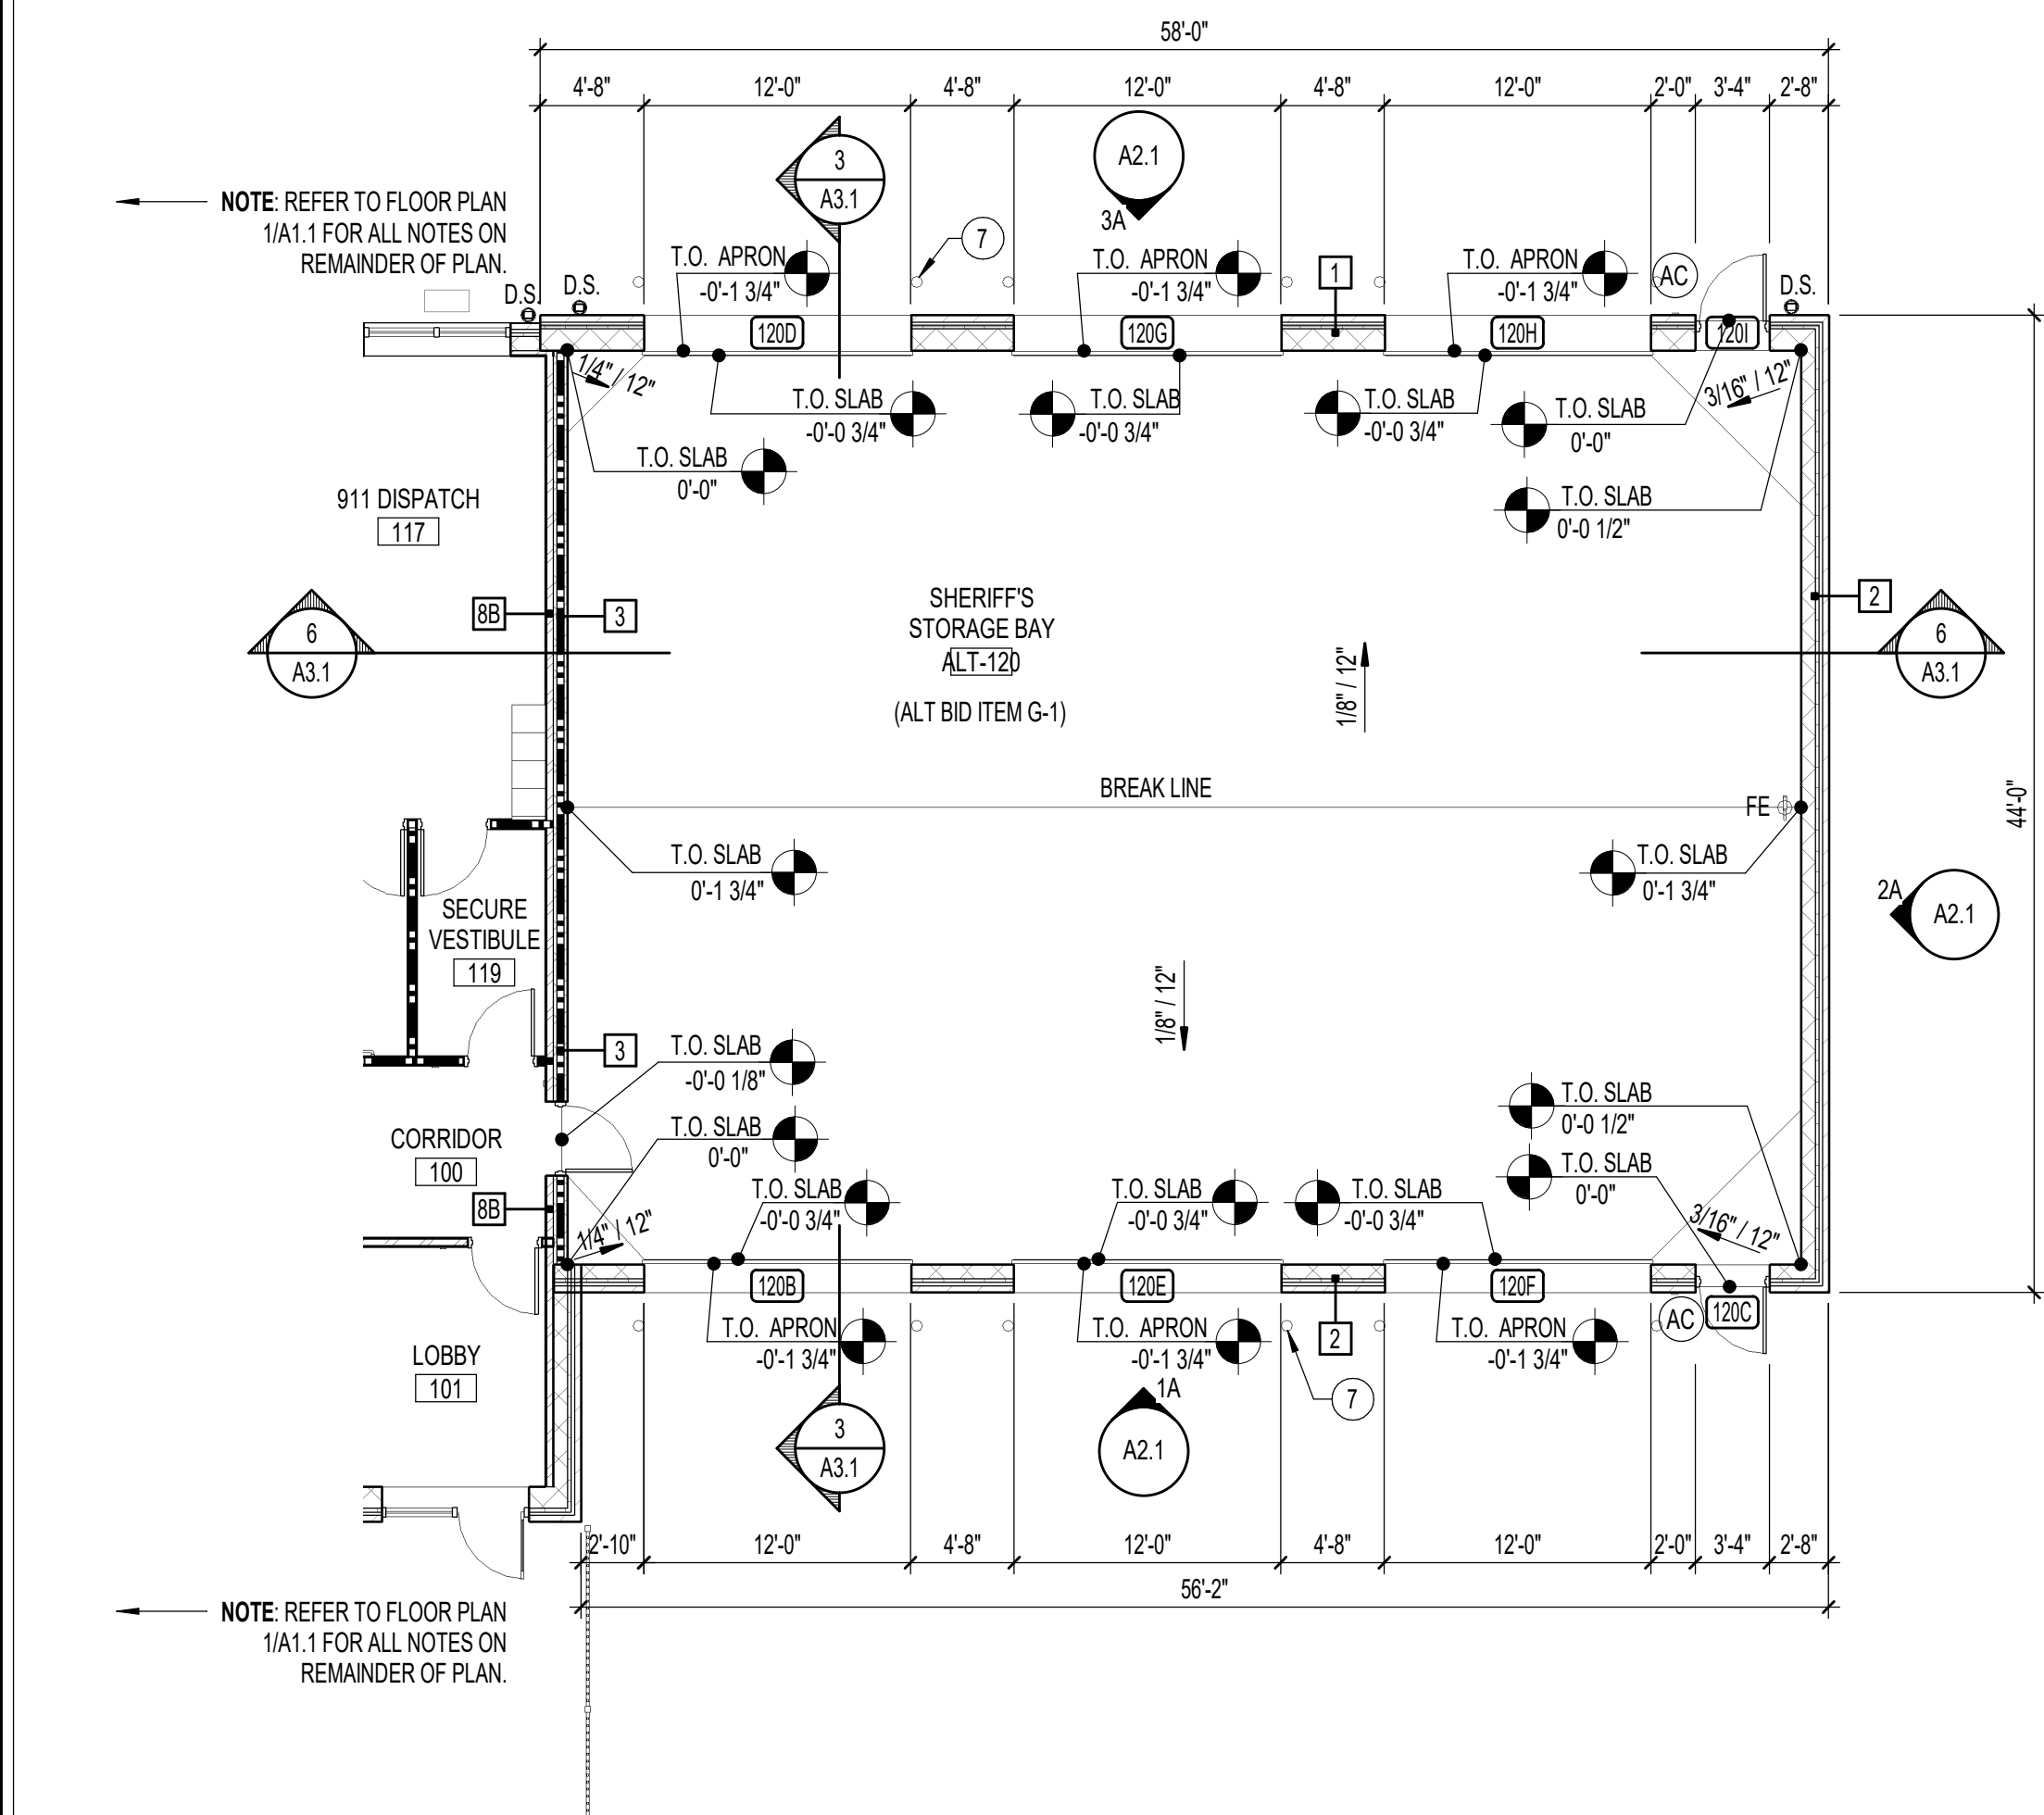 58'-0"
4'-8" 12'-0" 4'-8" 12'-0" 4'-8" 12'-0" 2'-0" 3'-4" 2'-8"
3
A3.1
A2.1
3A
NOTE: REFER TO FLOOR PLAN
1/A1.1 FOR ALL NOTES ON
REMAINDER OF PLAN.
7
T.O. APRON
-0'-1 3/4"
T.O. APRON
-0'-1 3/4"
1
T.O. APRON
-0'-1 3/4"
AC
D.S.
D.S.
D.S.
120D
120G
120H
120I
1/4" / 12"
3/16" / 12"
T.O. SLAB
-0'-0 3/4"
T.O. SLAB
-0'-0 3/4"
T.O. SLAB
-0'-0 3/4"
T.O. SLAB
0'-0"
T.O. SLAB
0'-0"
T.O. SLAB
0'-0 1/2"
911 DISPATCH
117
8B
3
6
A3.1
SHERIFF'S
STORAGE BAY
ALT-120
(ALT BID ITEM G-1)
1/8" / 12"
2
6
A3.1
BREAK LINE
FE
44'-0"
T.O. SLAB
0'-1 3/4"
T.O. SLAB
0'-1 3/4"
2A
A2.1
SECURE
VESTIBULE
119
1/8" / 12"
3
T.O. SLAB
-0'-0 1/8"
T.O. SLAB
0'-0"
T.O. SLAB
0'-0 1/2"
T.O. SLAB
0'-0"
CORRIDOR
100
8B
1/4" / 12"
T.O. SLAB
-0'-0 3/4"
T.O. SLAB
-0'-0 3/4"
T.O. SLAB
-0'-0 3/4"
3/16" / 12"
120B
120E
120F
120C
AC
T.O. APRON
-0'-1 3/4"
T.O. APRON
-0'-1 3/4"
2
T.O. APRON
-0'-1 3/4"
LOBBY
101
1A
A2.1
7
3
A3.1
2'-10" 12'-0" 4'-8" 12'-0" 4'-8" 12'-0" 2'-0" 3'-4" 2'-8"
56'-2"
NOTE: REFER TO FLOOR PLAN
1/A1.1 FOR ALL NOTES ON
REMAINDER OF PLAN.